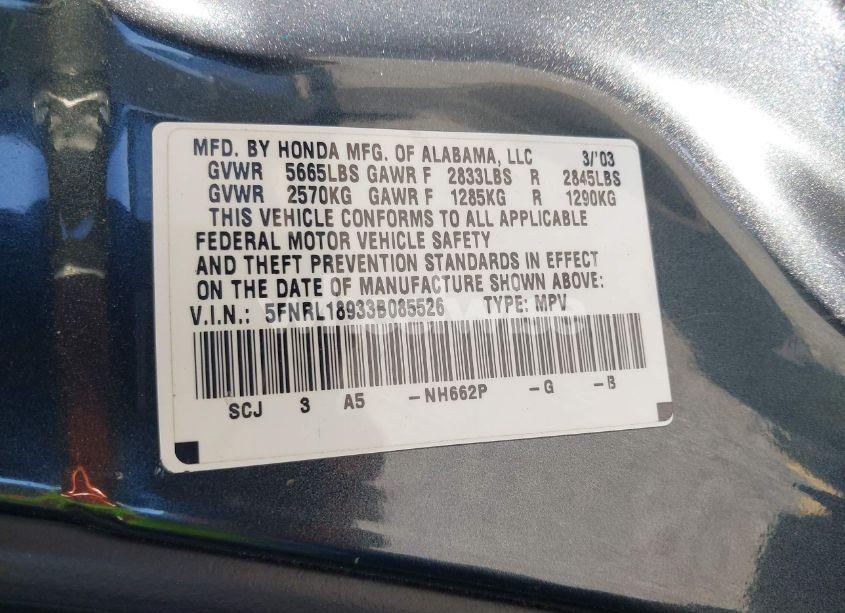 MFD. BY HONDA MFG. OF ALABAMA, LLC 3/'03
GVWR 5665LBS GAWR F 2833LBS R 2845LBS
GVWR 2570KG GAWR F 1285KG R 1290KG
THIS VEHICLE CONFORMS TO ALL APPLICABLE
FEDERAL MOTOR VEHICLE SAFETY
AND THEFT PREVENTION STANDARDS IN EFFECT
ON THE DATE OF MANUFACTURE SHOWN ABOVE:
V.I.N.: 5FNRL18933B085526 TYPE: MPV
SCJ 3 A5 -NH662P -G -B